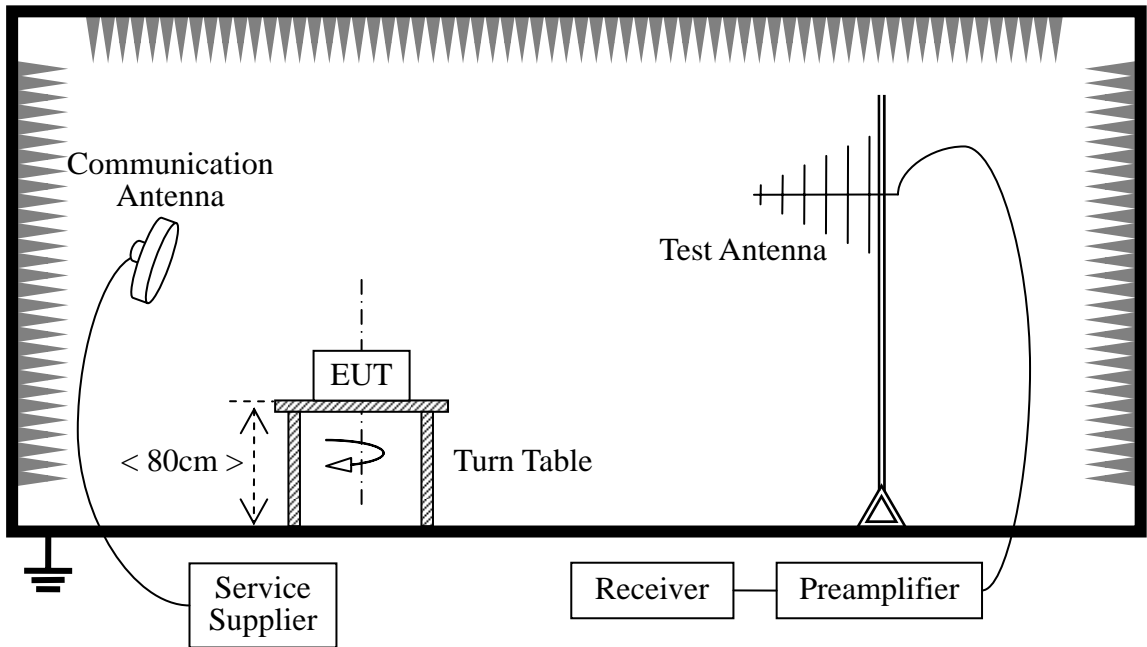 Communication
Antenna
Test Antenna
EUT
< 80cm >
Turn Table
Service
Supplier
Receiver
Preamplifier